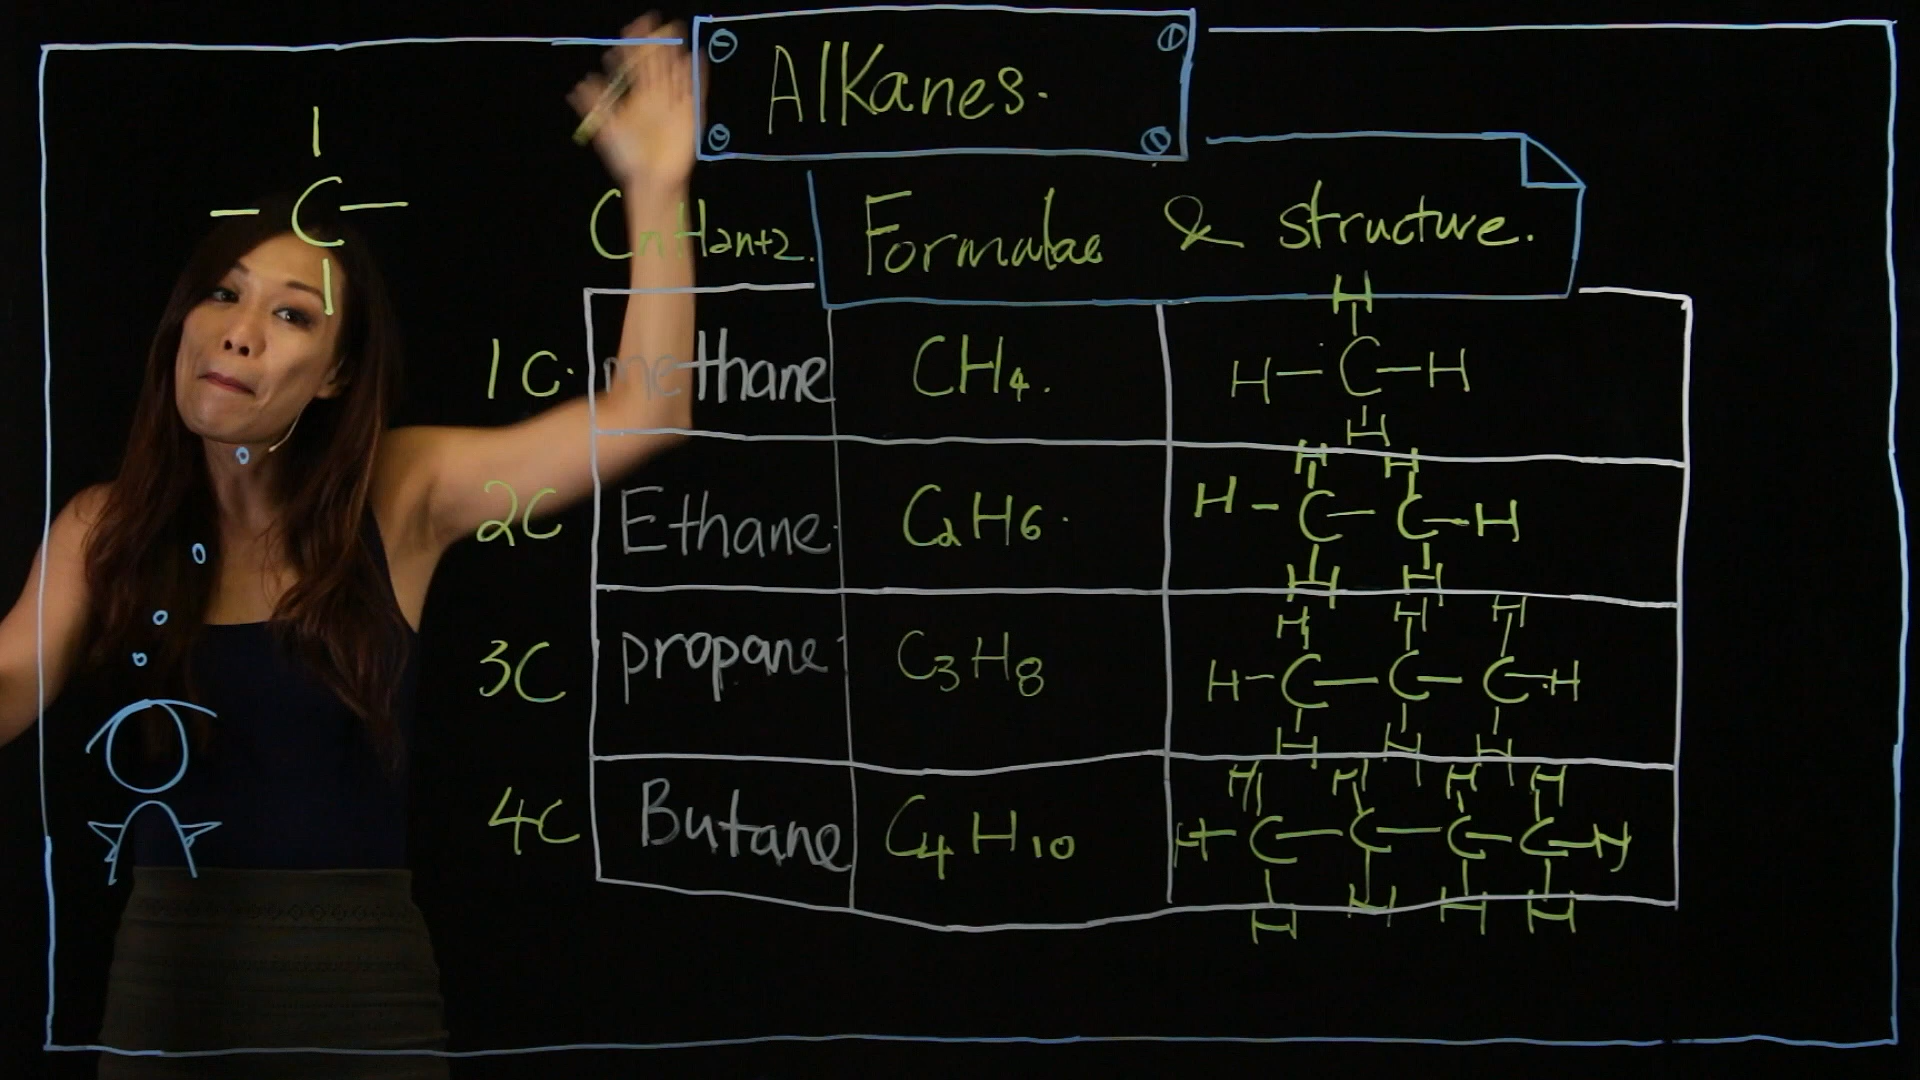 Alkanes.
CnH2n+2.
Formulae & structure.
C
1C. methane CH4. H-C-H
H
H
2C Ethane. C2H6. H-C-C-H
H H
H H
3C propane C3H8 H-C-C-C-H
H H H
H H H
4C Butane C4H10 H-C-C-C-C-H
H H H H
H H H H